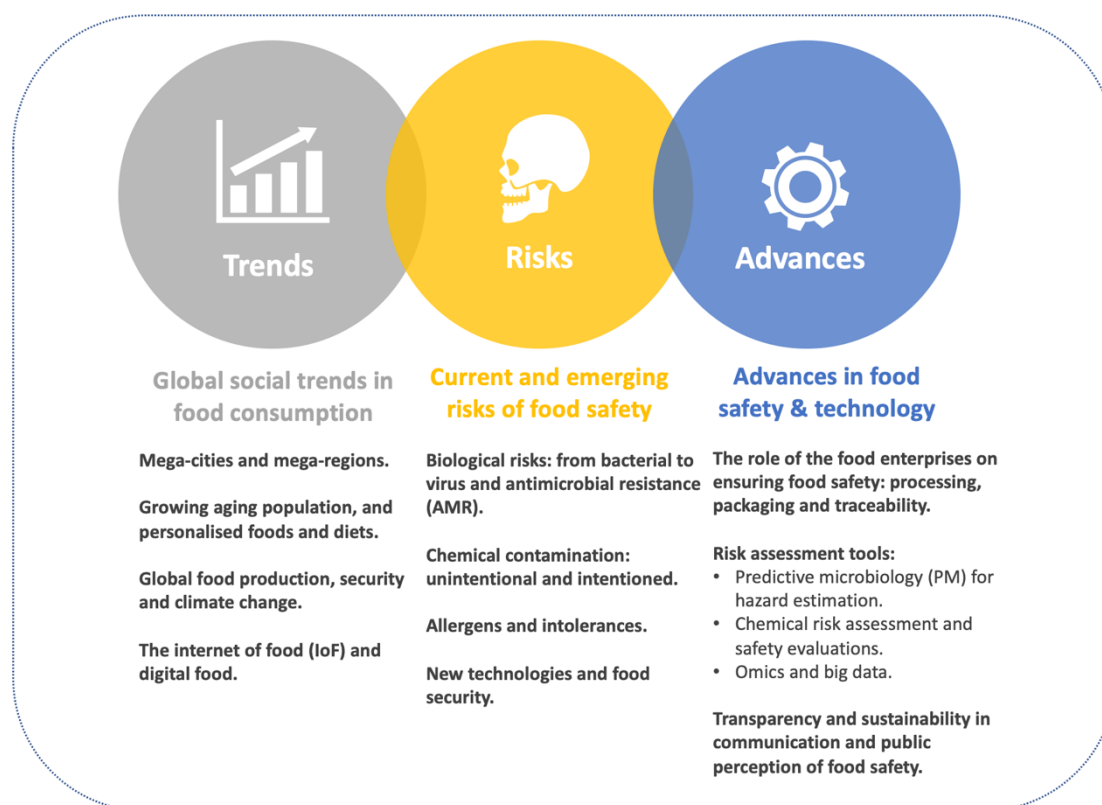 Trends
Risks
Advances
Global social trends in
food consumption
Mega-cities and mega-regions.
Growing aging population, and
personalised foods and diets.
Global food production, security
and climate change.
The internet of food (IoF) and
digital food.
Current and emerging
risks of food safety
Biological risks: from bacterial to
virus and antimicrobial resistance
(AMR).
Chemical contamination:
unintentional and intentioned.
Allergens and intolerances.
New technologies and food
security.
Advances in food
safety & technology
The role of the food enterprises on
ensuring food safety: processing,
packaging and traceability.
Risk assessment tools:
• Predictive microbiology (PM) for
hazard estimation.
• Chemical risk assessment and
safety evaluations.
• Omics and big data.
Transparency and sustainability in
communication and public
perception of food safety.